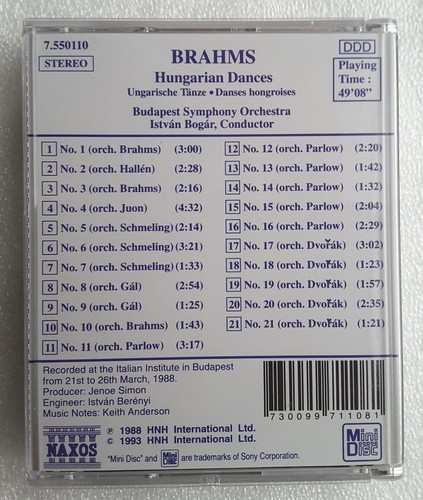 7.550110
STEREO
BRAHMS
Hungarian Dances
Ungarische Tänze • Danses hongroises
Budapest Symphony Orchestra
István Bogár, Conductor
DDD
Playing
Time :
49'08"
1 No. 1 (orch. Brahms) (3:00)
2 No. 2 (orch. Hallén) (2:28)
3 No. 3 (orch. Brahms) (2:16)
4 No. 4 (orch. Juon) (4:32)
5 No. 5 (orch. Schmeling) (2:14)
6 No. 6 (orch. Schmeling) (3:21)
7 No. 7 (orch. Schmeling) (1:33)
8 No. 8 (orch. Gál) (2:54)
9 No. 9 (orch. Gál) (1:25)
10 No. 10 (orch. Brahms) (1:43)
11 No. 11 (orch. Parlow) (3:17)
12 No. 12 (orch. Parlow) (2:20)
13 No. 13 (orch. Parlow) (1:42)
14 No. 14 (orch. Parlow) (1:32)
15 No. 15 (orch. Parlow) (2:04)
16 No. 16 (orch. Parlow) (2:29)
17 No. 17 (orch. Dvořák) (3:02)
18 No. 18 (orch. Dvořák) (1:23)
19 No. 19 (orch. Dvořák) (1:57)
20 No. 20 (orch. Dvořák) (2:35)
21 No. 21 (orch. Dvořák) (1:21)
Recorded at the Italian Institute in Budapest
from 21st to 26th March, 1988.
Producer: Jenoe Simon
Engineer: István Berényi
Music Notes: Keith Anderson
730099711081
NAXOS
℗ 1988 HNH International Ltd.
© 1993 HNH International Ltd.
"Mini Disc" and Mini Disc are trademarks of Sony Corporation.
Mini
Disc